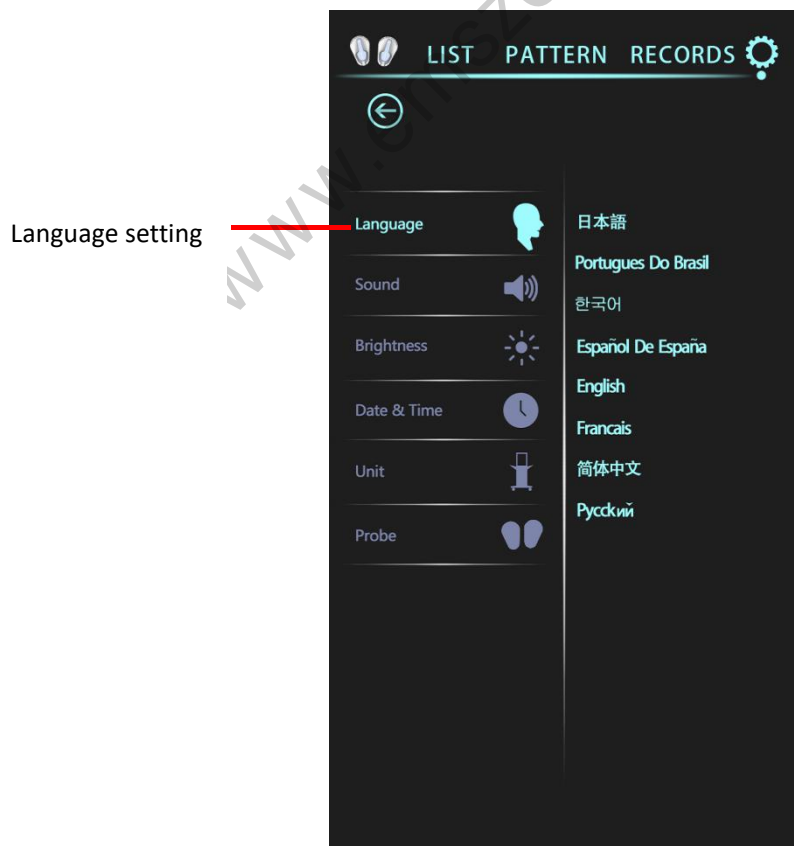 LIST PATTERN RECORDS
Language setting
Language
Sound
Brightness
Date & Time
Unit
Probe
日本語
Portugues Do Brasil
한국어
Español De España
English
Francais
简体中文
Русский